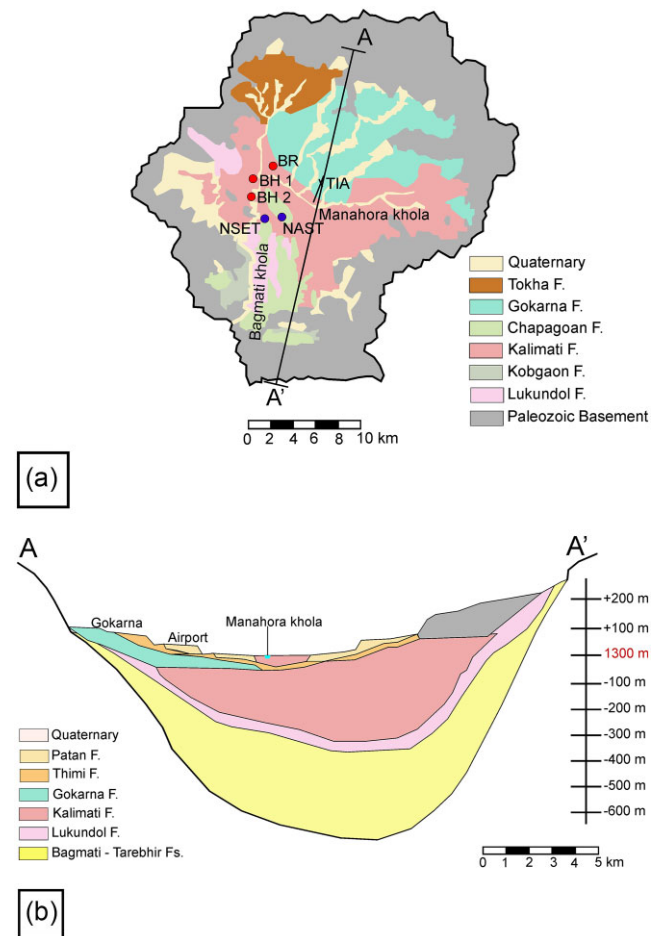 A
BR
BH 1
TIA
BH 2
Manahora khola
NSET
NAST
Bagmati khola
A'
Quaternary
Tokha F.
Gokarna F.
Chapagoan F.
Kalimati F.
Kobgaon F.
Lukundol F.
Paleozoic Basement
0 2 4 6 8 10 km
(a)
A
A'
Gokarna
Airport
Manahora khola
+200 m
+100 m
1300 m
-100 m
-200 m
-300 m
-400 m
-500 m
-600 m
Quaternary
Patan F.
Thimi F.
Gokarna F.
Kalimati F.
Lukundol F.
Bagmati - Tarebhir Fs.
0 1 2 3 4 5 km
(b)